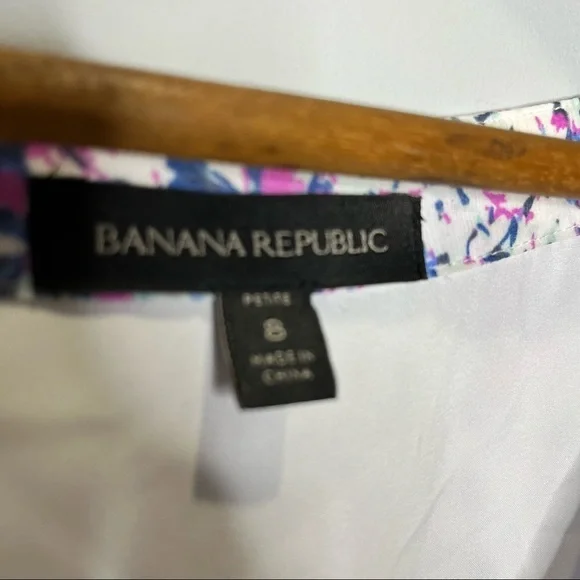 BANANA REPUBLIC
PETITE
8
MADE IN
CHINA